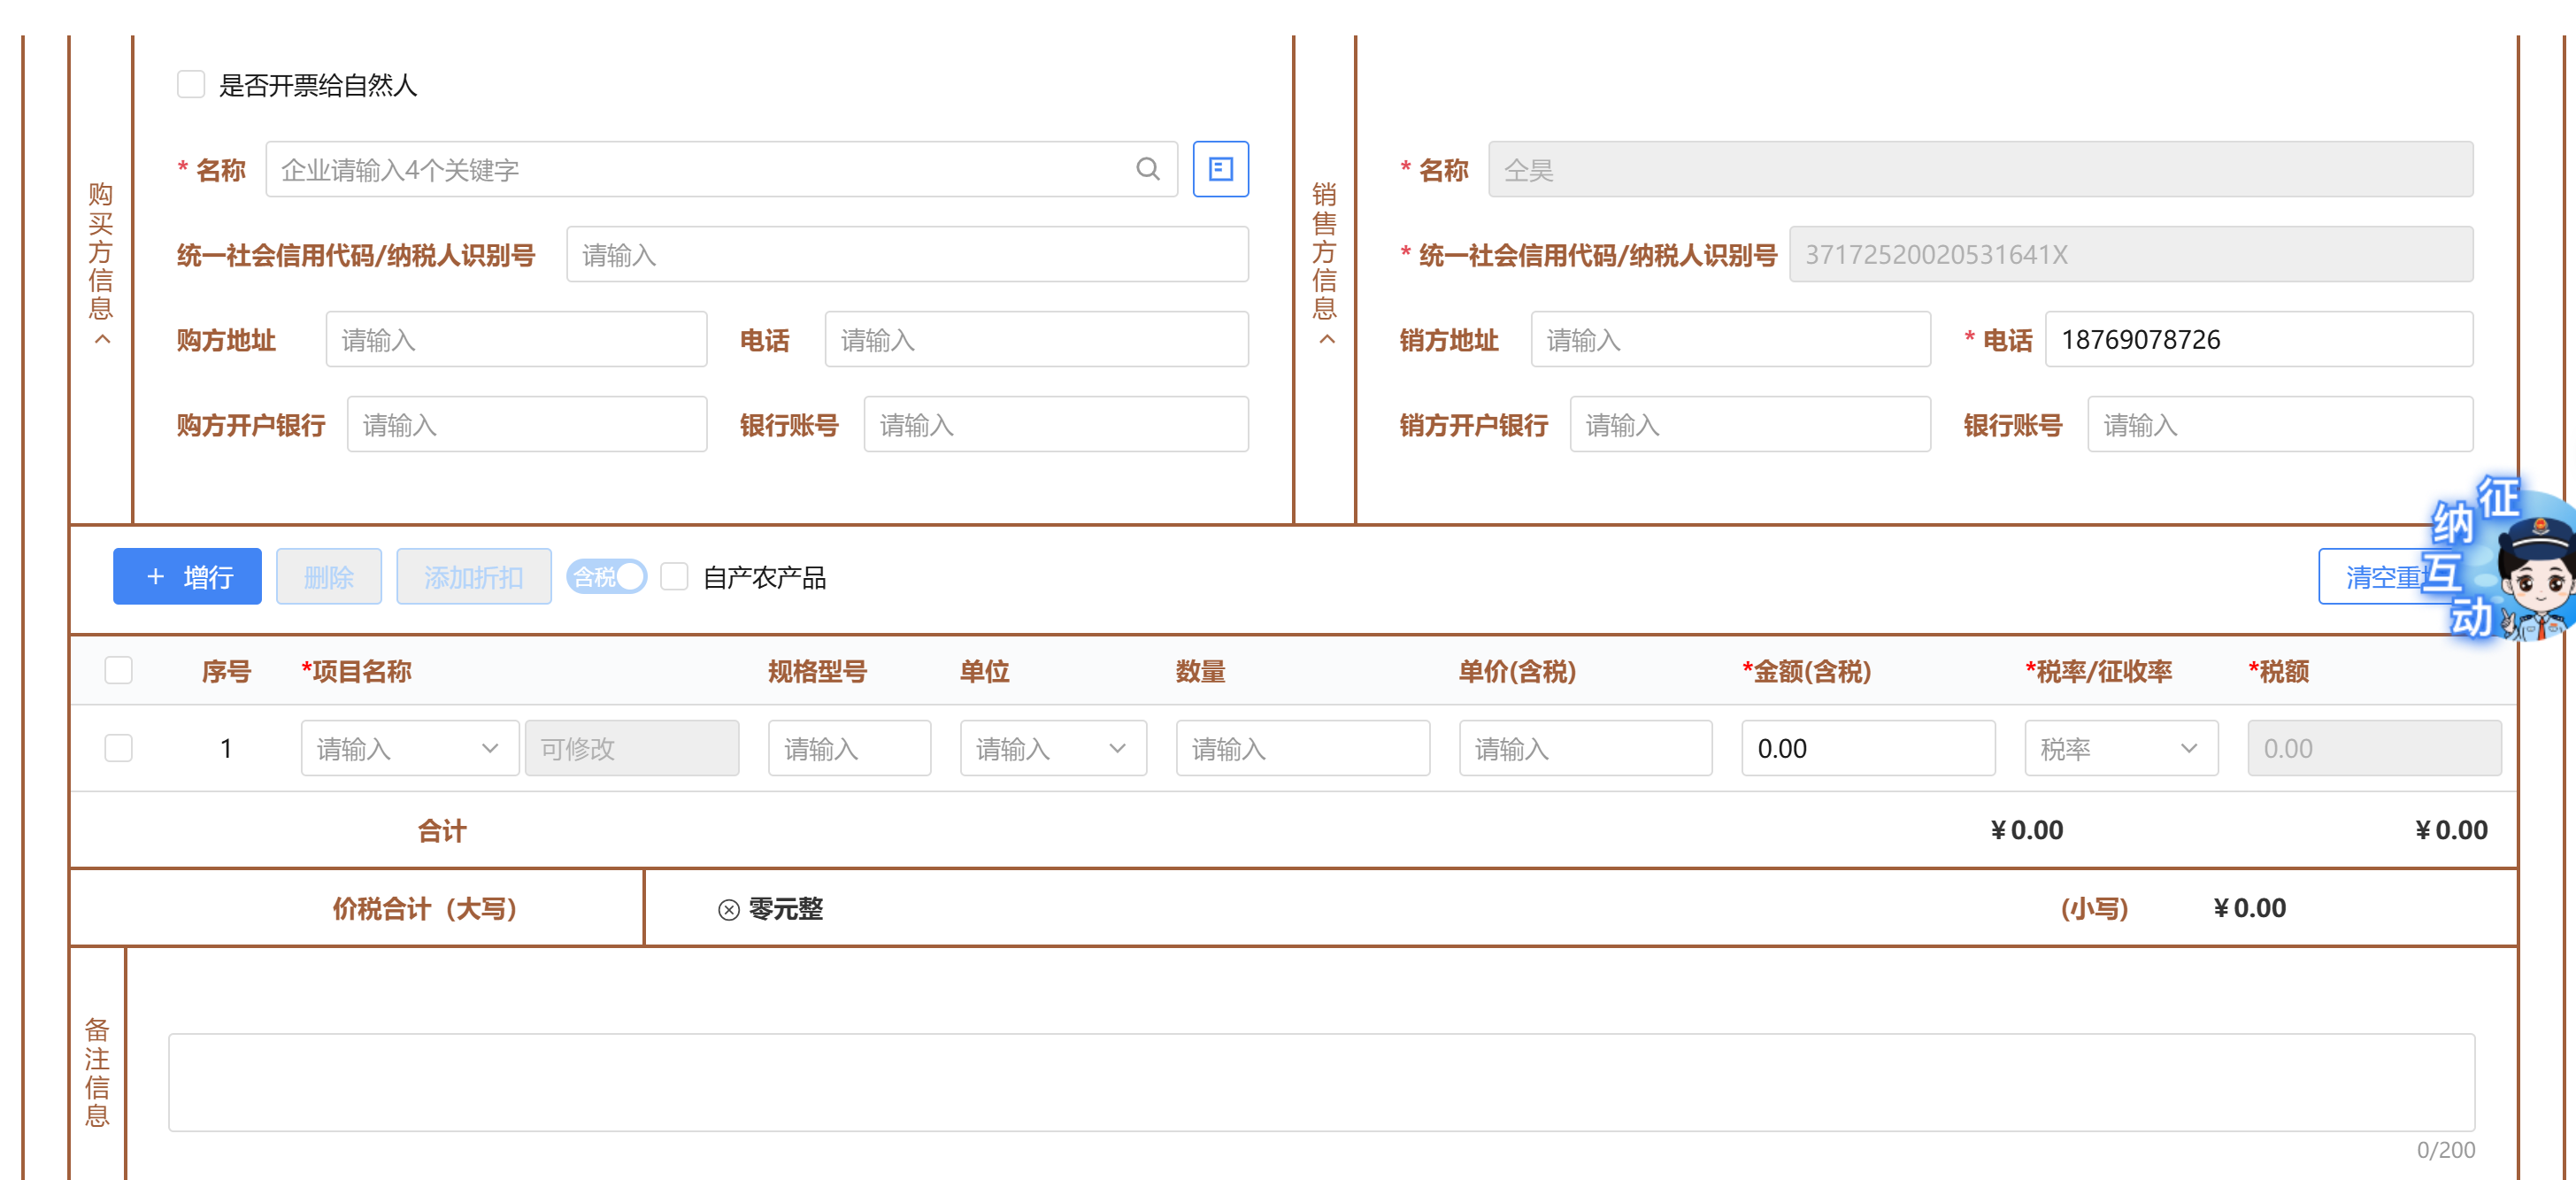 是否开票给自然人
购买方信息
* 名称 企业请输入4个关键字
统一社会信用代码/纳税人识别号 请输入
购方地址 请输入 电话 请输入
购方开户银行 请输入 银行账号 请输入
销售方信息
* 名称 仝昊
* 统一社会信用代码/纳税人识别号 37172520020531641X
销方地址 请输入 * 电话 18769078726
销方开户银行 请输入 银行账号 请输入
+ 增行 删除 添加折扣 含税 自产农产品 清空重
征纳互动
序号 *项目名称 规格型号 单位 数量 单价(含税) *金额(含税) *税率/征收率 *税额
1 请输入 可修改 请输入 请输入 请输入 请输入 0.00 税率 0.00
合计 ¥0.00 ¥0.00
价税合计（大写） 零元整 (小写) ¥0.00
备注信息
0/200